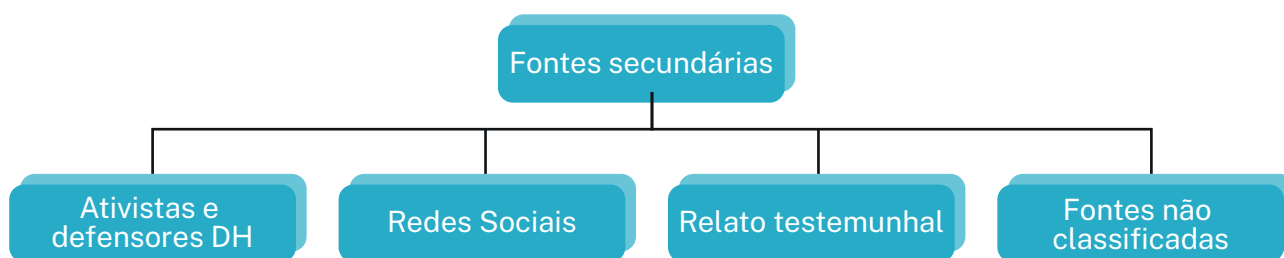 Fontes secundárias
Ativistas e
defensores DH
Redes Sociais
Relato testemunhal
Fontes não
classificadas